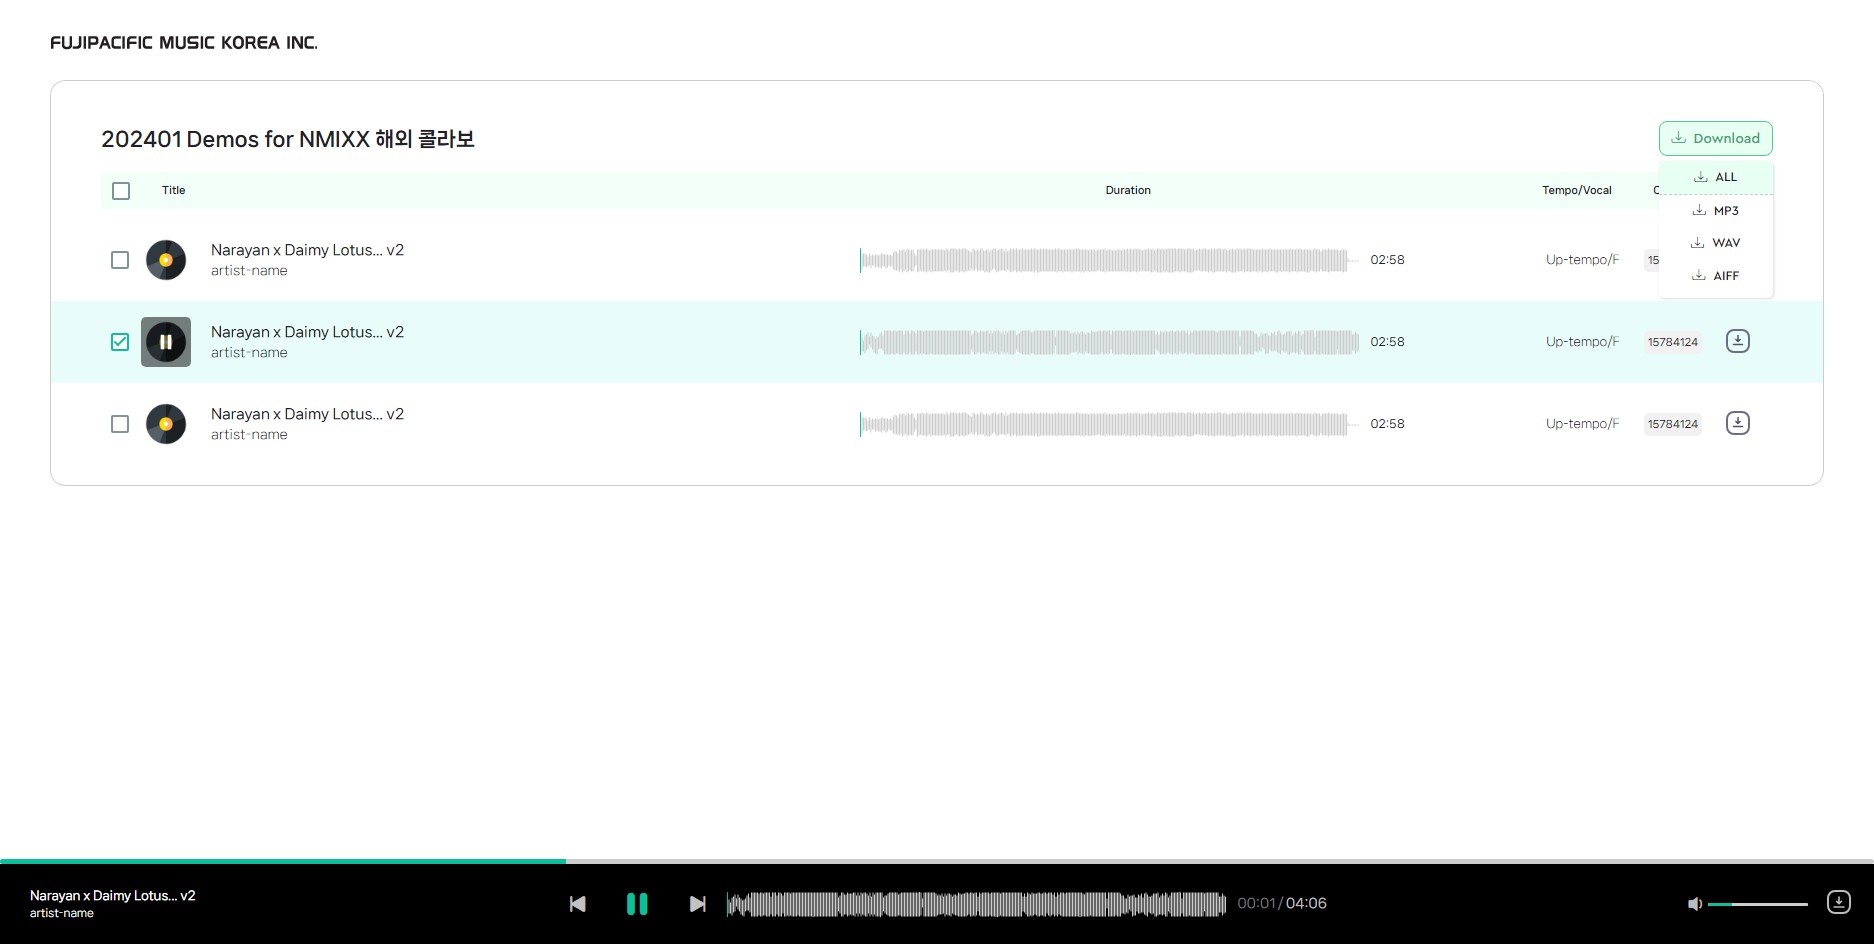 FUJIPACIFIC MUSIC KOREA INC.
202401 Demos for NMIXX 해외 콜라보
Download
ALL
MP3
WAV
AIFF
Title
Duration
Tempo/Vocal
Narayan x Daimy Lotus... v2
artist-name
02:58
Up-tempo/F
15
Narayan x Daimy Lotus... v2
artist-name
02:58
Up-tempo/F
15784124
Narayan x Daimy Lotus... v2
artist-name
02:58
Up-tempo/F
15784124
Narayan x Daimy Lotus... v2
artist-name
00:01/04:06